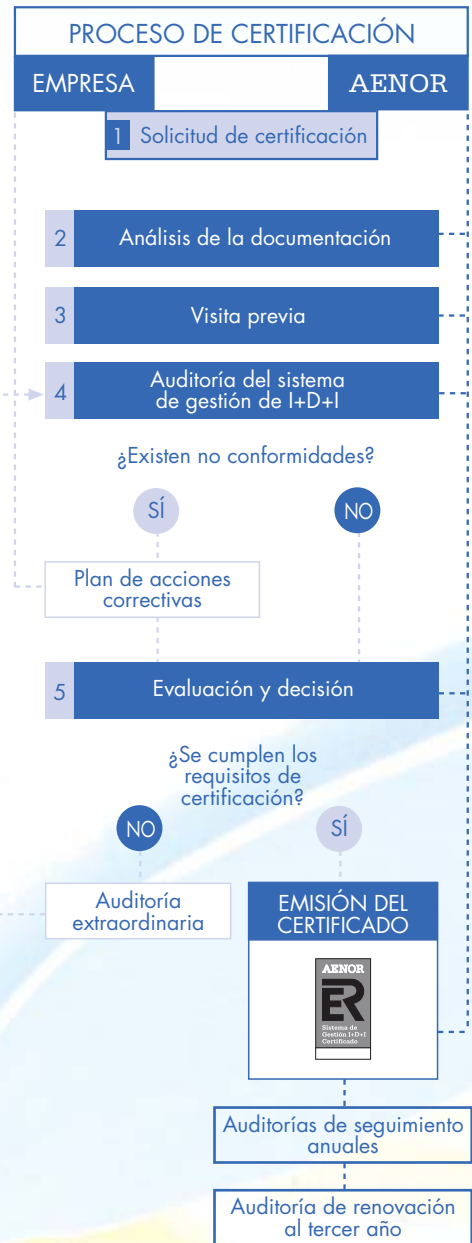 PROCESO DE CERTIFICACIÓN
EMPRESA
AENOR
1 Solicitud de certificación
2 Análisis de la documentación
3 Visita previa
4 Auditoría del sistema
de gestión de I+D+I
¿Existen no conformidades?
SÍ
NO
Plan de acciones
correctivas
5 Evaluación y decisión
¿Se cumplen los
requisitos de
certificación?
NO
SÍ
Auditoría
extraordinaria
EMISIÓN DEL
CERTIFICADO
AENOR
ER
Sistema de
Gestión I+D+I
Certificado
Auditorías de seguimiento
anuales
Auditoría de renovación
al tercer año